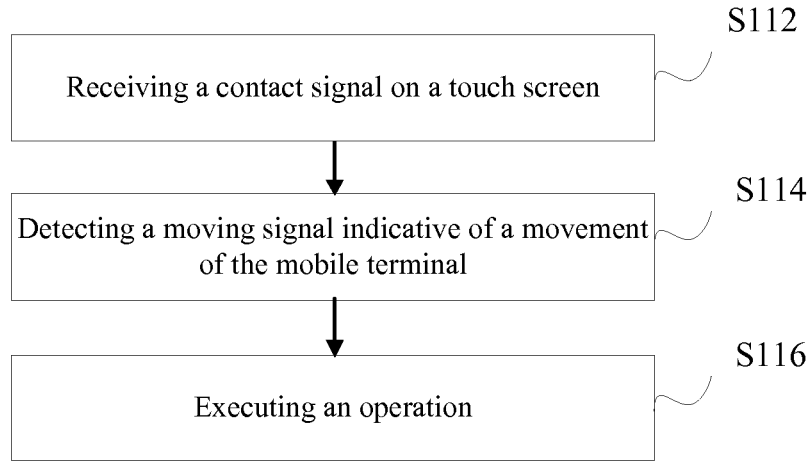 S112
Receiving a contact signal on a touch screen
S114
Detecting a moving signal indicative of a movement
of the mobile terminal
S116
Executing an operation